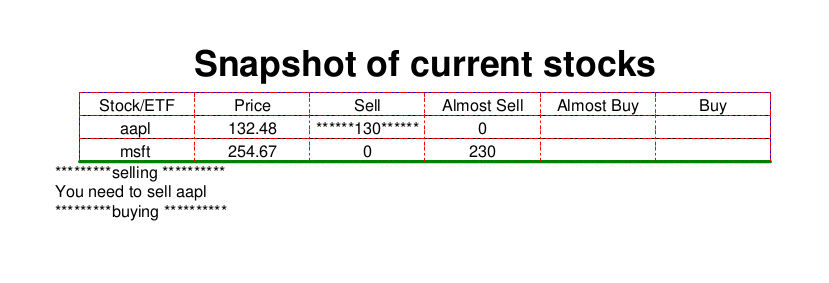 Snapshot of current stocks
Stock/ETF Price Sell Almost Sell Almost Buy Buy
aapl 132.48 ******130****** 0
msft 254.67 0 230
*********selling **********
You need to sell aapl
*********buying **********